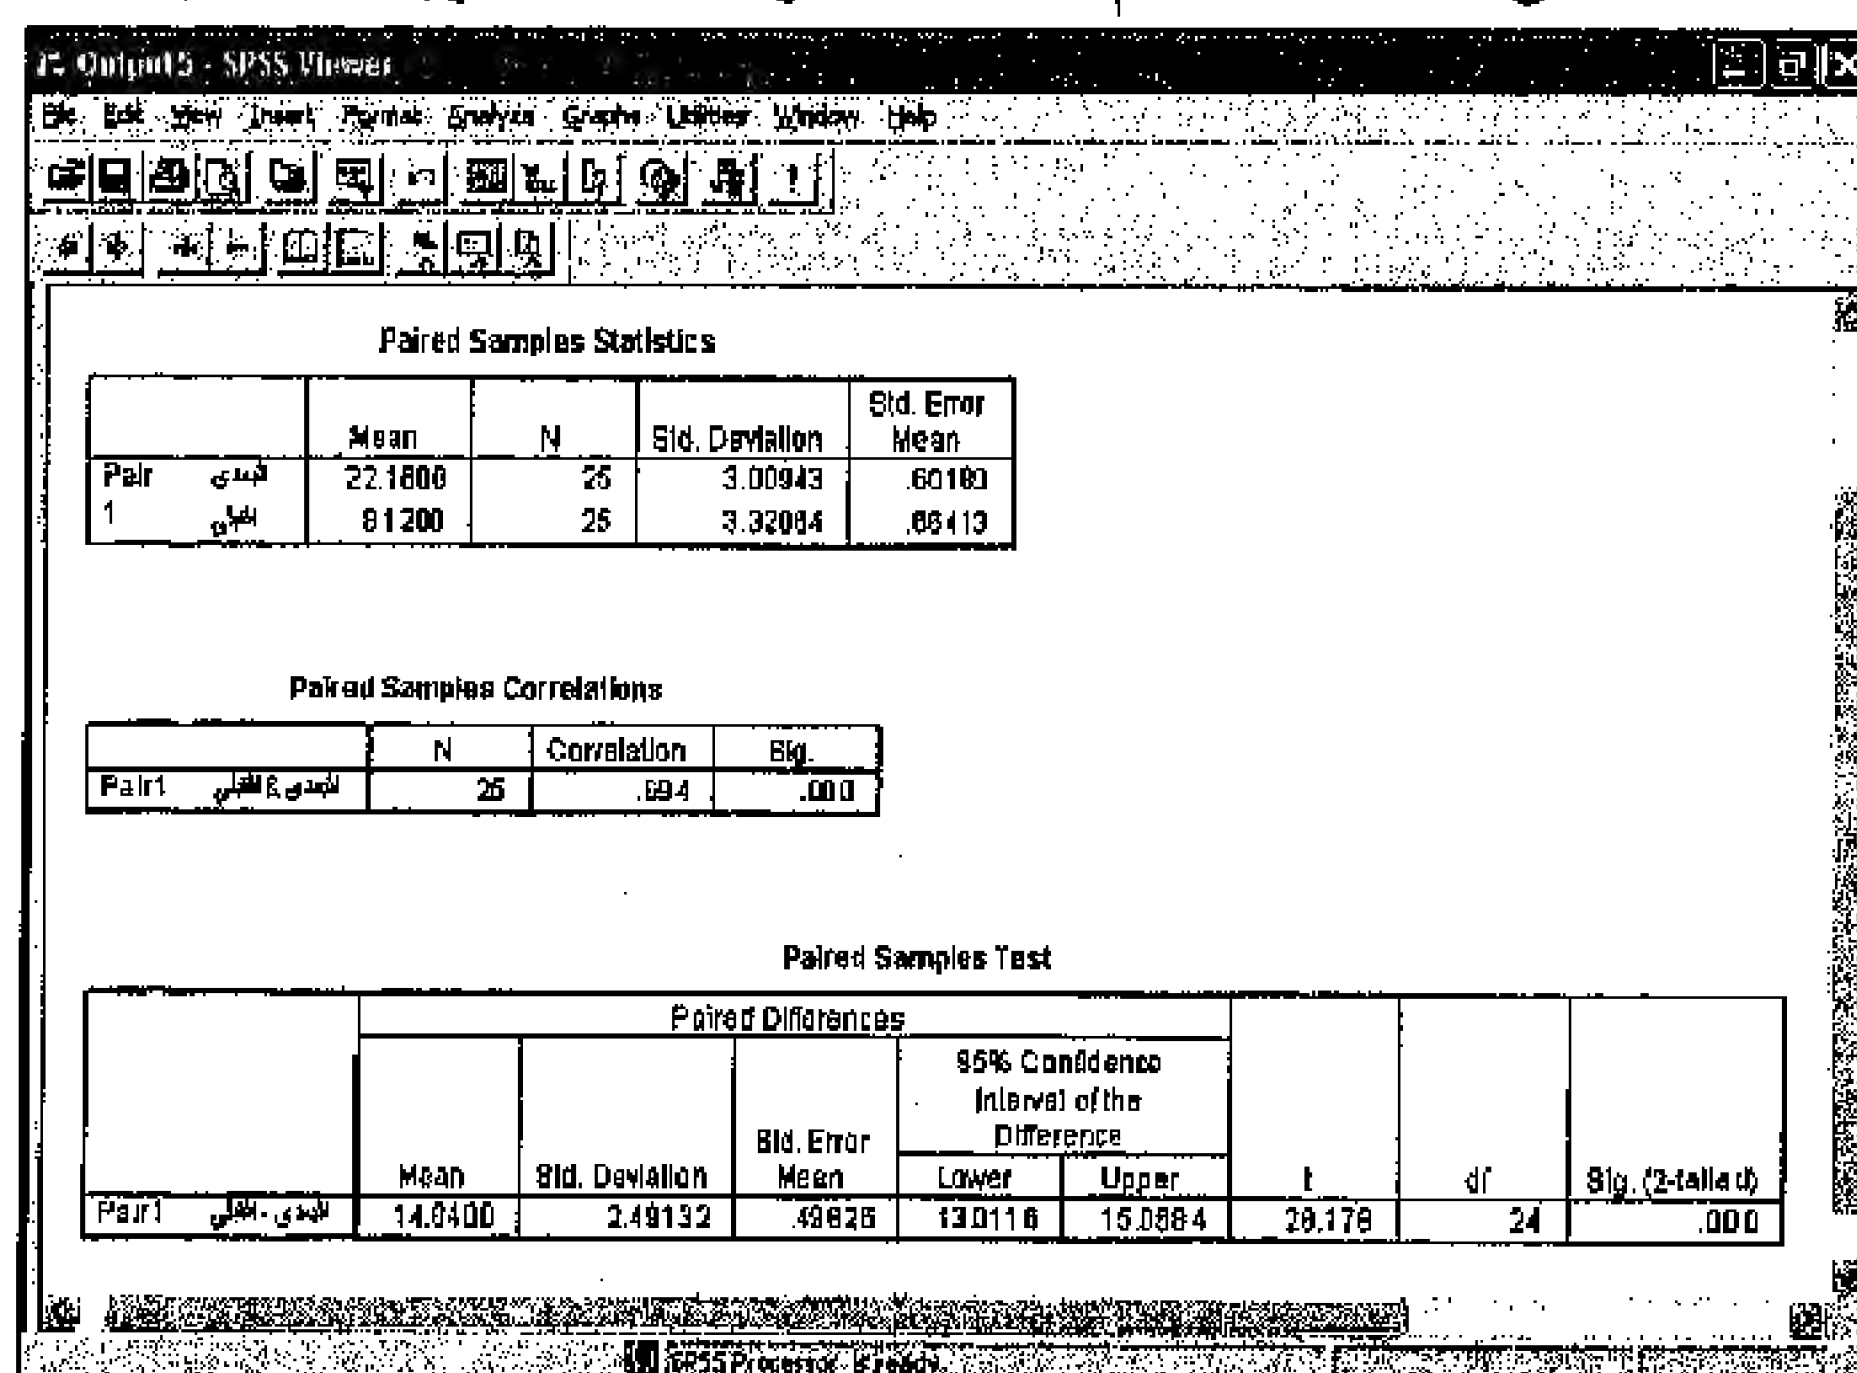 Output5 - SPSS Viewer
File Edit View Insert Format Analyze Graphs Utilities Window Help
Paired Samples Statistics
Mean N Std. Deviation Std. Error Mean
Pair 1 البعدى 22.1600 25 3.00943 .60189
القبلي 8.1200 25 3.32064 .66413
Paired Samples Correlations
N Correlation Sig.
Pair 1 البعدى & القبلي 25 .694 .000
Paired Samples Test
Paired Differences
95% Confidence
Interval of the
Difference
Mean Std. Deviation Std. Error Mean Lower Upper t df Sig. (2-tailed)
Pair 1 البعدى - القبلي 14.0400 2.49132 .49826 13.0116 15.0684 28.178 24 .000
SPSS Processor is ready